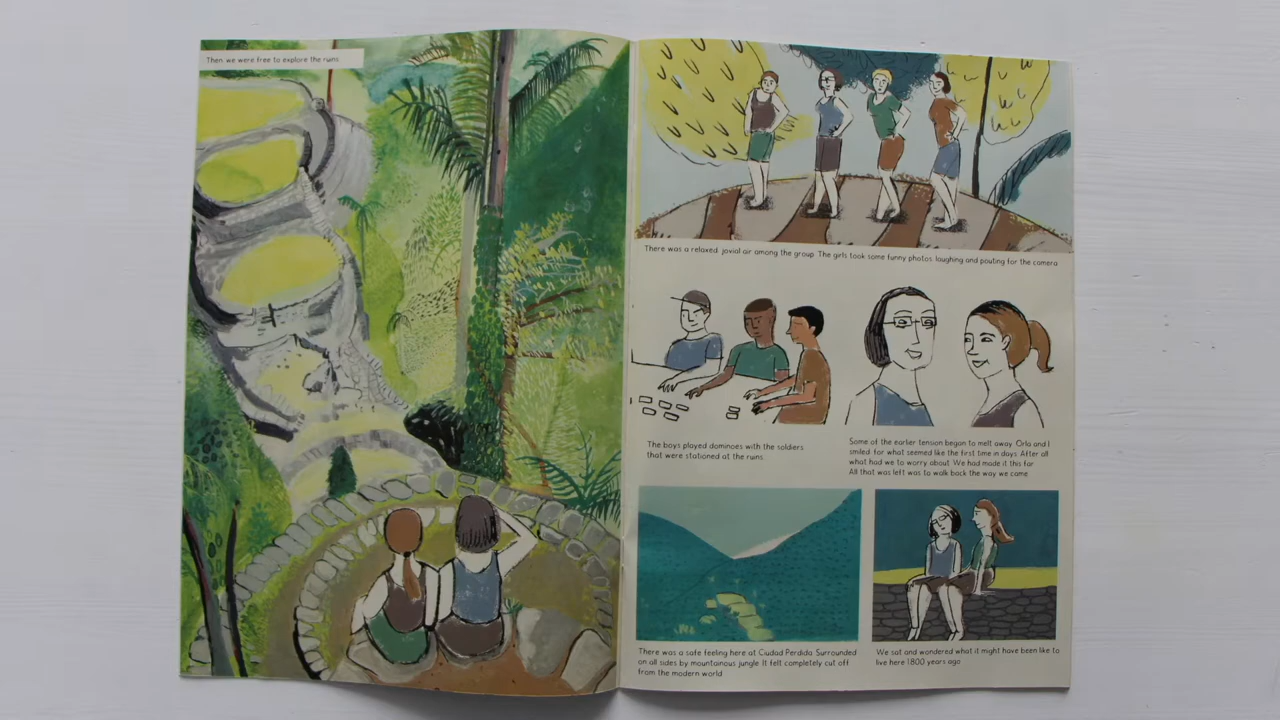 Then we were free to explore the ruins
There was a relaxed, jovial air among the group. The girls took some funny photos, laughing and pouting for the camera
The boys played dominoes with the soldiers
that were stationed at the ruins.
Some of the earlier tension began to melt away. Orla and I
smiled for what seemed like the first time in days. After all
what had we to worry about. We had made it this far.
All that was left was to walk back the way we came.
There was a safe feeling here at Ciudad Perdida. Surrounded
on all sides by mountainous jungle. It felt completely cut off
from the modern world
We sat and wondered what it might have been like to
live here 1800 years ago